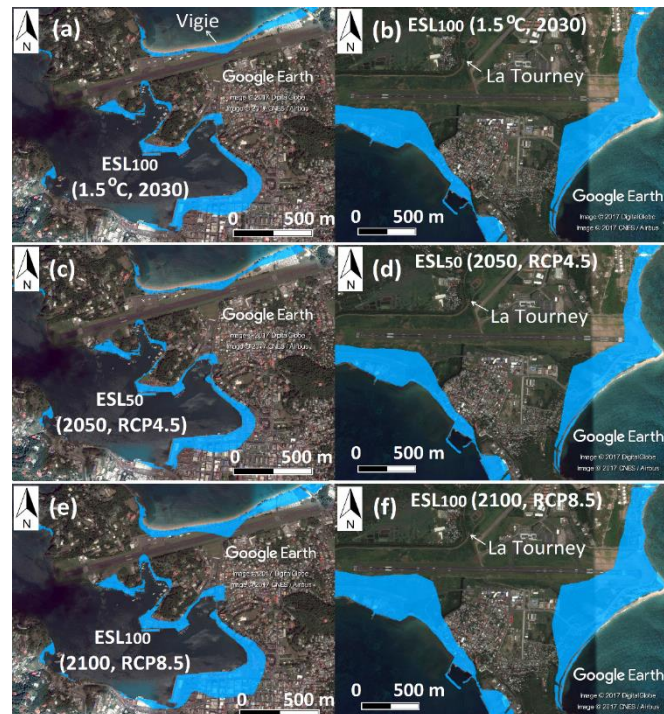 (a)
Vigie
N
Google Earth
Image © 2017 DigitalGlobe
ESL100
(1.5 °C, 2030)
0 500 m
(b) ESL100 (1.5°C, 2030)
N
La Tourney
Google Earth
Image © 2017 DigitalGlobe
Image © 2017 CNES / Airbus
0 500 m
(c)
N
Google Earth
ESL50
(2050, RCP4.5)
0 500 m
(d) ESL50 (2050, RCP4.5)
N
La Tourney
Google Earth
Image © 2017 DigitalGlobe
Image © 2017 CNES / Airbus
0 500 m
(e)
N
Google Earth
ESL100
(2100, RCP8.5)
0 500 m
(f)
ESL100 (2100, RCP8.5)
N
La Tourney
Google Earth
Image © 2017 DigitalGlobe
Image © 2017 CNES / Airbus
0 500 m